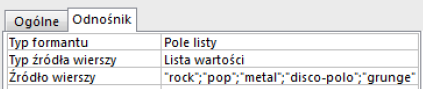 Ogólne Odnośnik
Typ formantu Pole listy
Typ źródła wierszy Lista wartości
Źródło wierszy "rock";"pop";"metal";"disco-polo";"grunge"